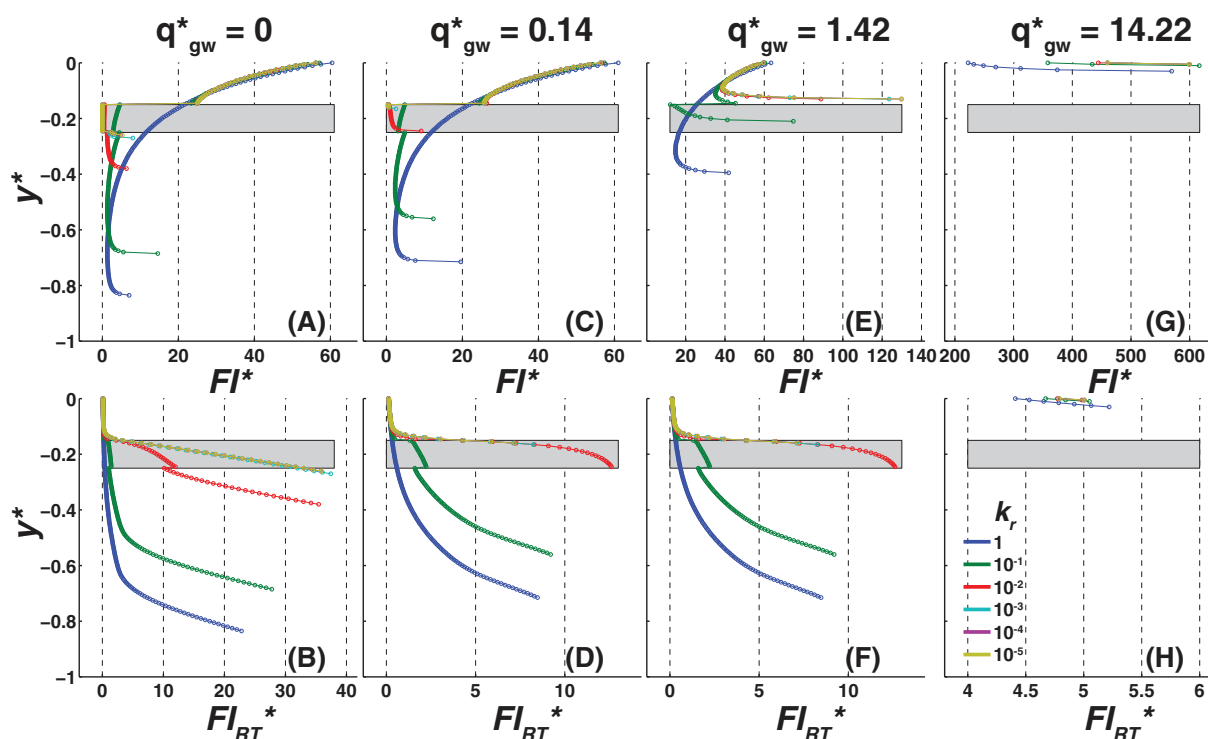 q*gw = 0 q*gw = 0.14 q*gw = 1.42 q*gw = 14.22
y*
0
−0.2
−0.4
−0.6
−0.8
−1
(A) (C) (E) (G)
0 20 40 60
0 20 40 60
20 40 60 80 100 120 140
200 300 400 500 600
FI* FI* FI* FI*
y*
0
−0.2
−0.4
−0.6
−0.8
−1
kr
1
10-1
10-2
10-3
10-4
10-5
(B) (D) (F) (H)
0 10 20 30 40
0 5 10
0 5 10
4 4.5 5 5.5 6
FIRT* FIRT* FIRT* FIRT*